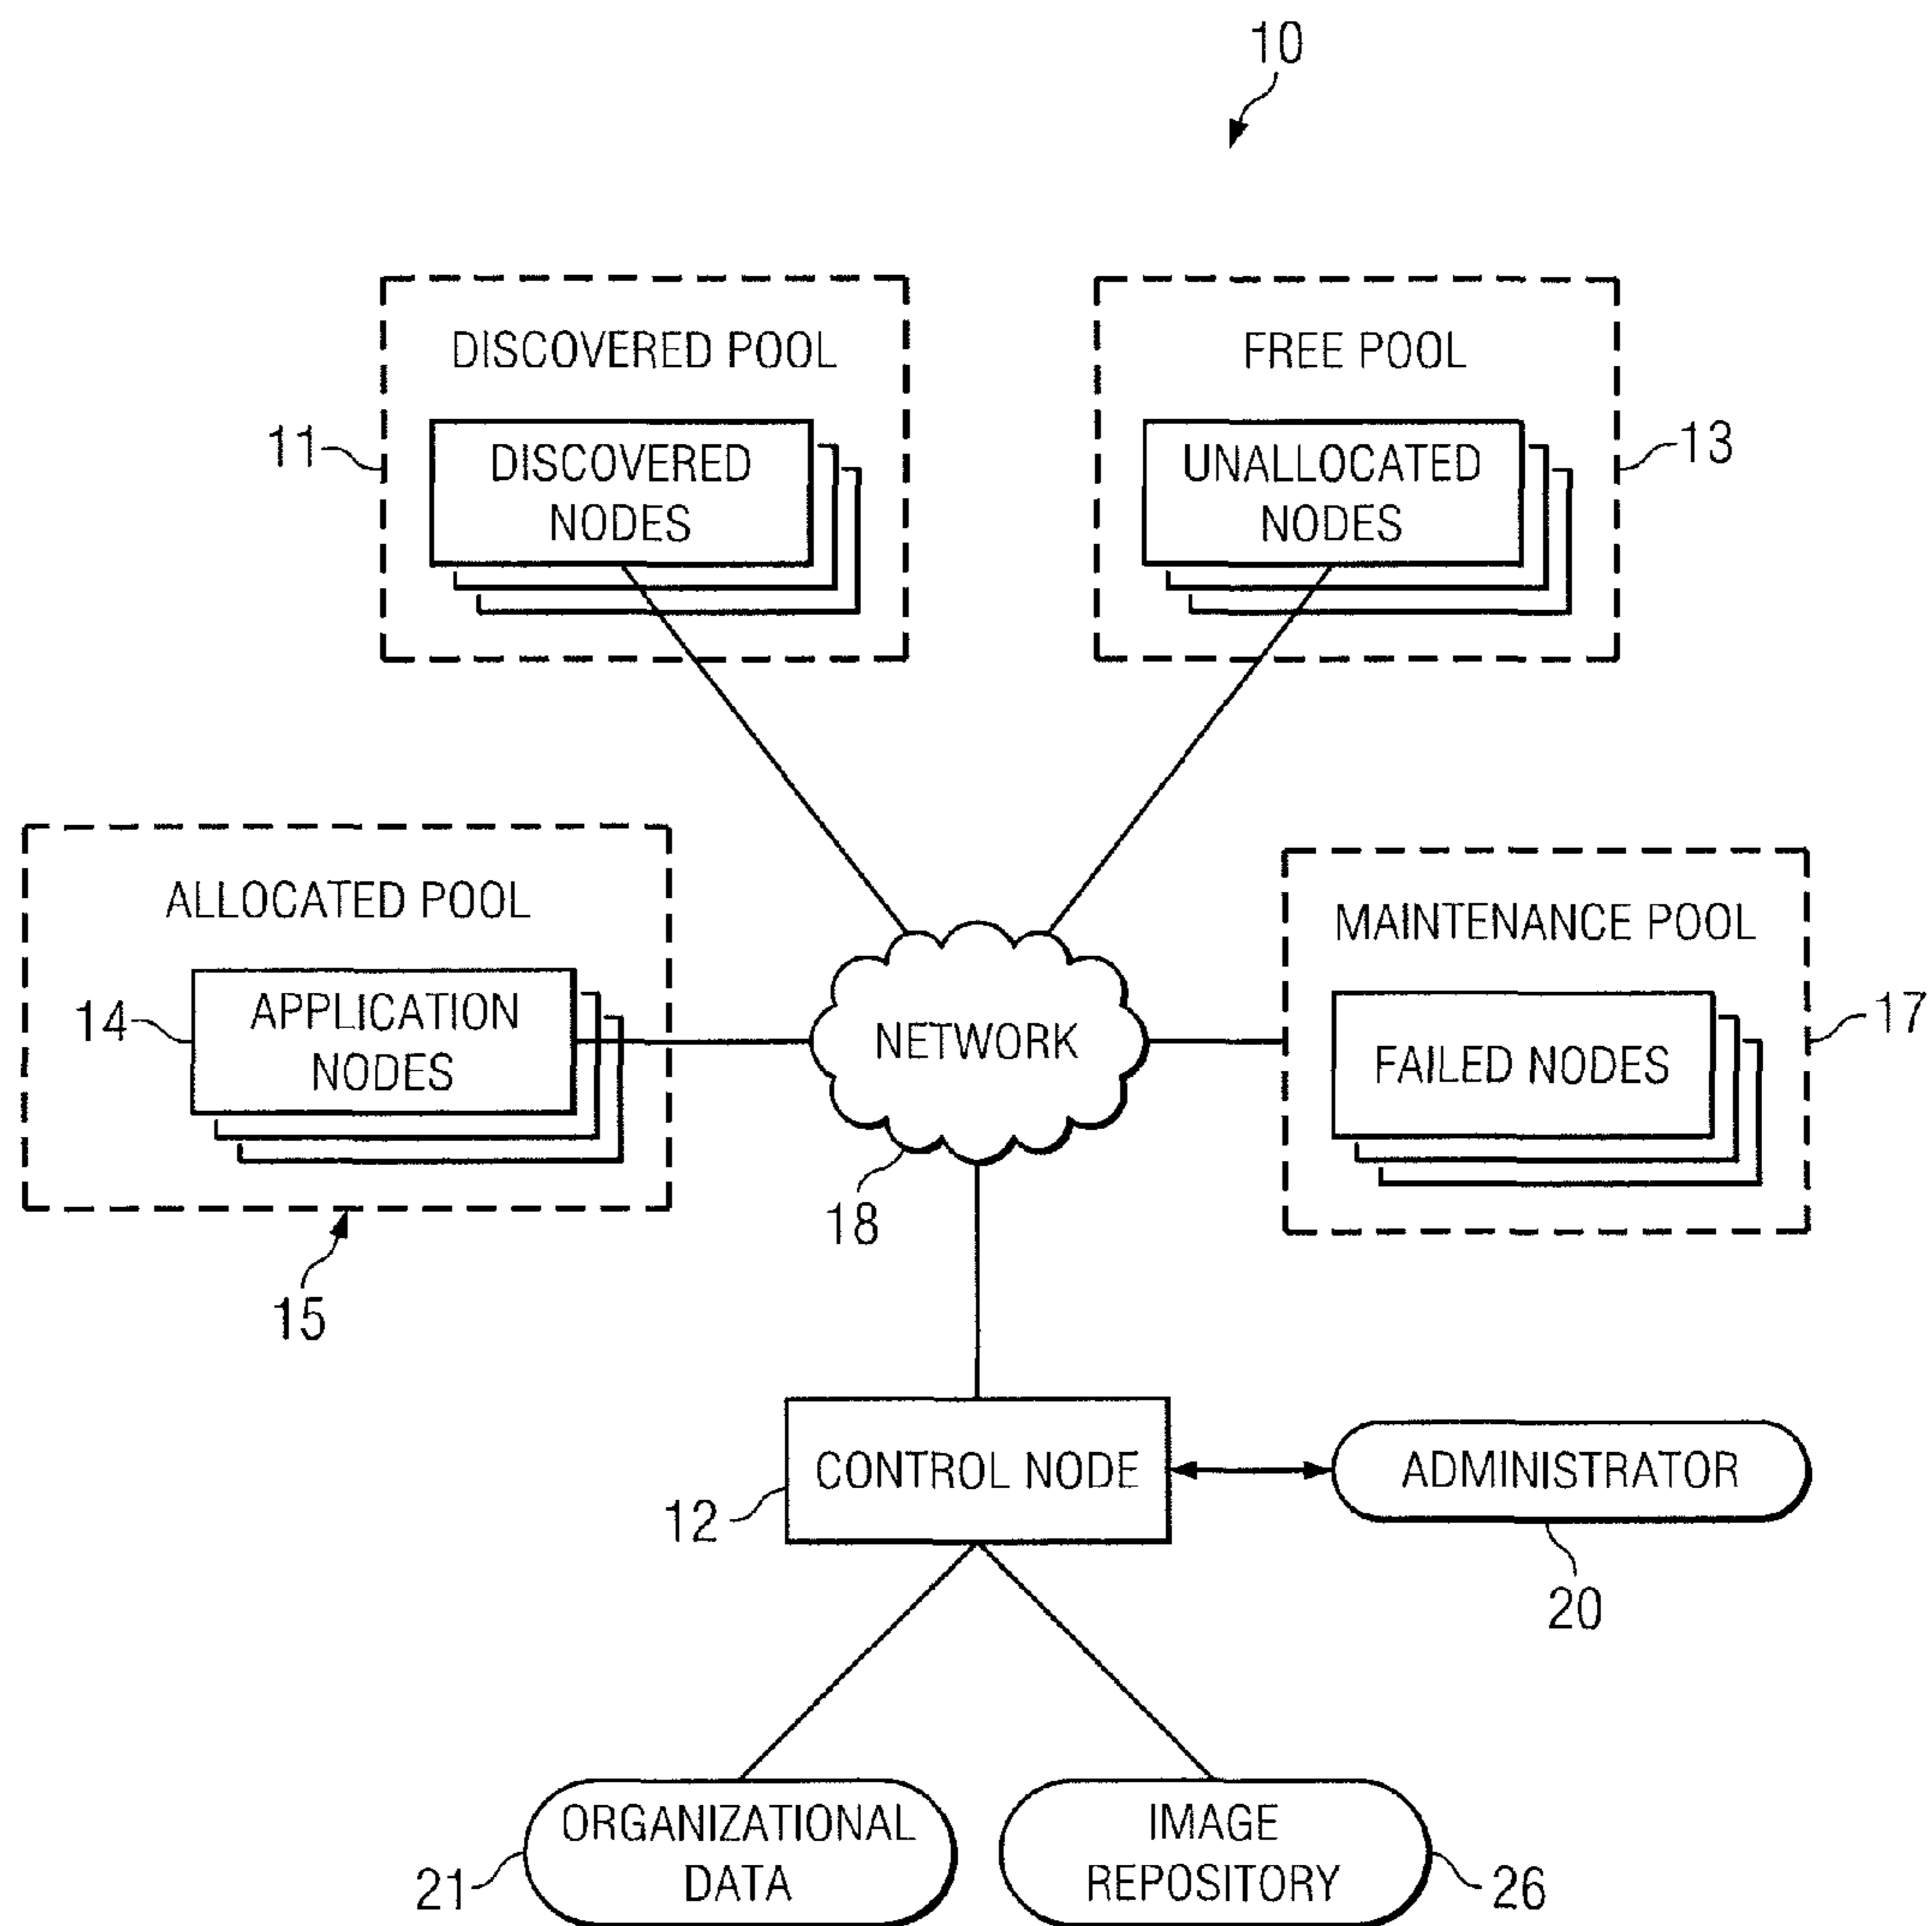 10
DISCOVERED POOL
DISCOVERED
NODES
11
FREE POOL
UNALLOCATED
NODES
13
ALLOCATED POOL
APPLICATION
NODES
14
15
NETWORK
18
MAINTENANCE POOL
FAILED NODES
17
CONTROL NODE
12
ADMINISTRATOR
20
ORGANIZATIONAL
DATA
21
IMAGE
REPOSITORY
26